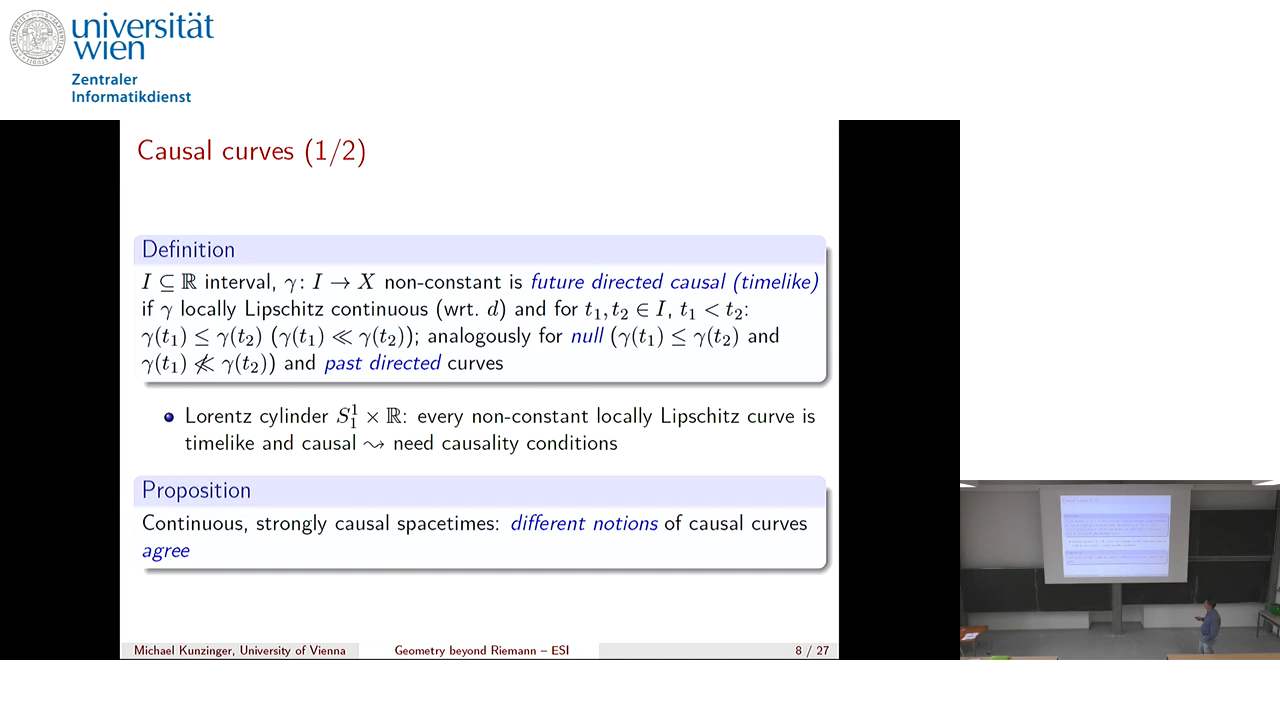 universität
wien
Zentraler
Informatikdienst
Causal curves (1/2)
Definition
I ⊆ ℝ interval, γ: I → X non-constant is future directed causal (timelike)
if γ locally Lipschitz continuous (wrt. d) and for t₁, t₂ ∈ I, t₁ < t₂:
γ(t₁) ≤ γ(t₂) (γ(t₁) ≪ γ(t₂)); analogously for null (γ(t₁) ≤ γ(t₂) and
γ(t₁) ≪̸ γ(t₂)) and past directed curves
Lorentz cylinder S¹₁ × ℝ: every non-constant locally Lipschitz curve is
timelike and causal ⇝ need causality conditions
Proposition
Continuous, strongly causal spacetimes: different notions of causal curves
agree
Michael Kunzinger, University of Vienna
Geometry beyond Riemann – ESI
8 / 27